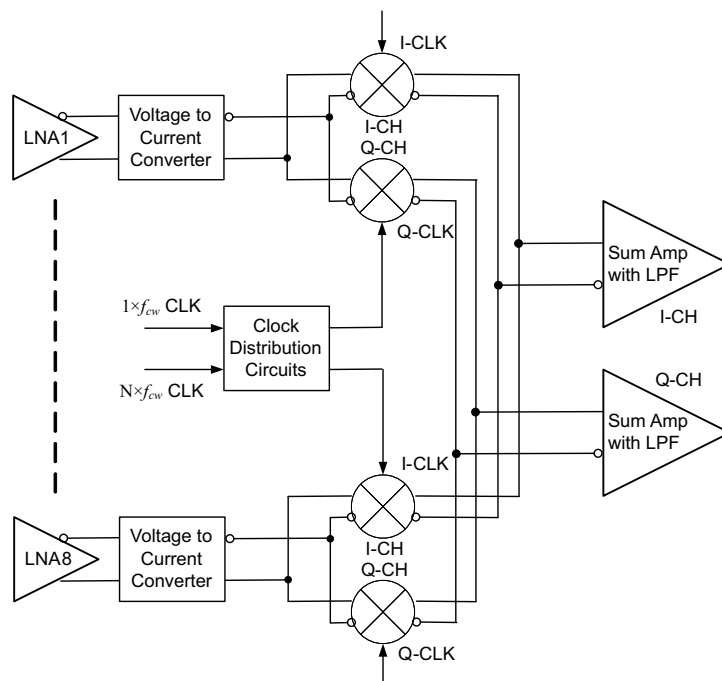 I-CLK
LNA1
Voltage to
Current
Converter
I-CH
Q-CH
Q-CLK
Sum Amp
with LPF
I-CH
1×fcw CLK
Clock
Distribution
Circuits
N×fcw CLK
Q-CH
Sum Amp
with LPF
I-CLK
LNA8
Voltage to
Current
Converter
I-CH
Q-CH
Q-CLK